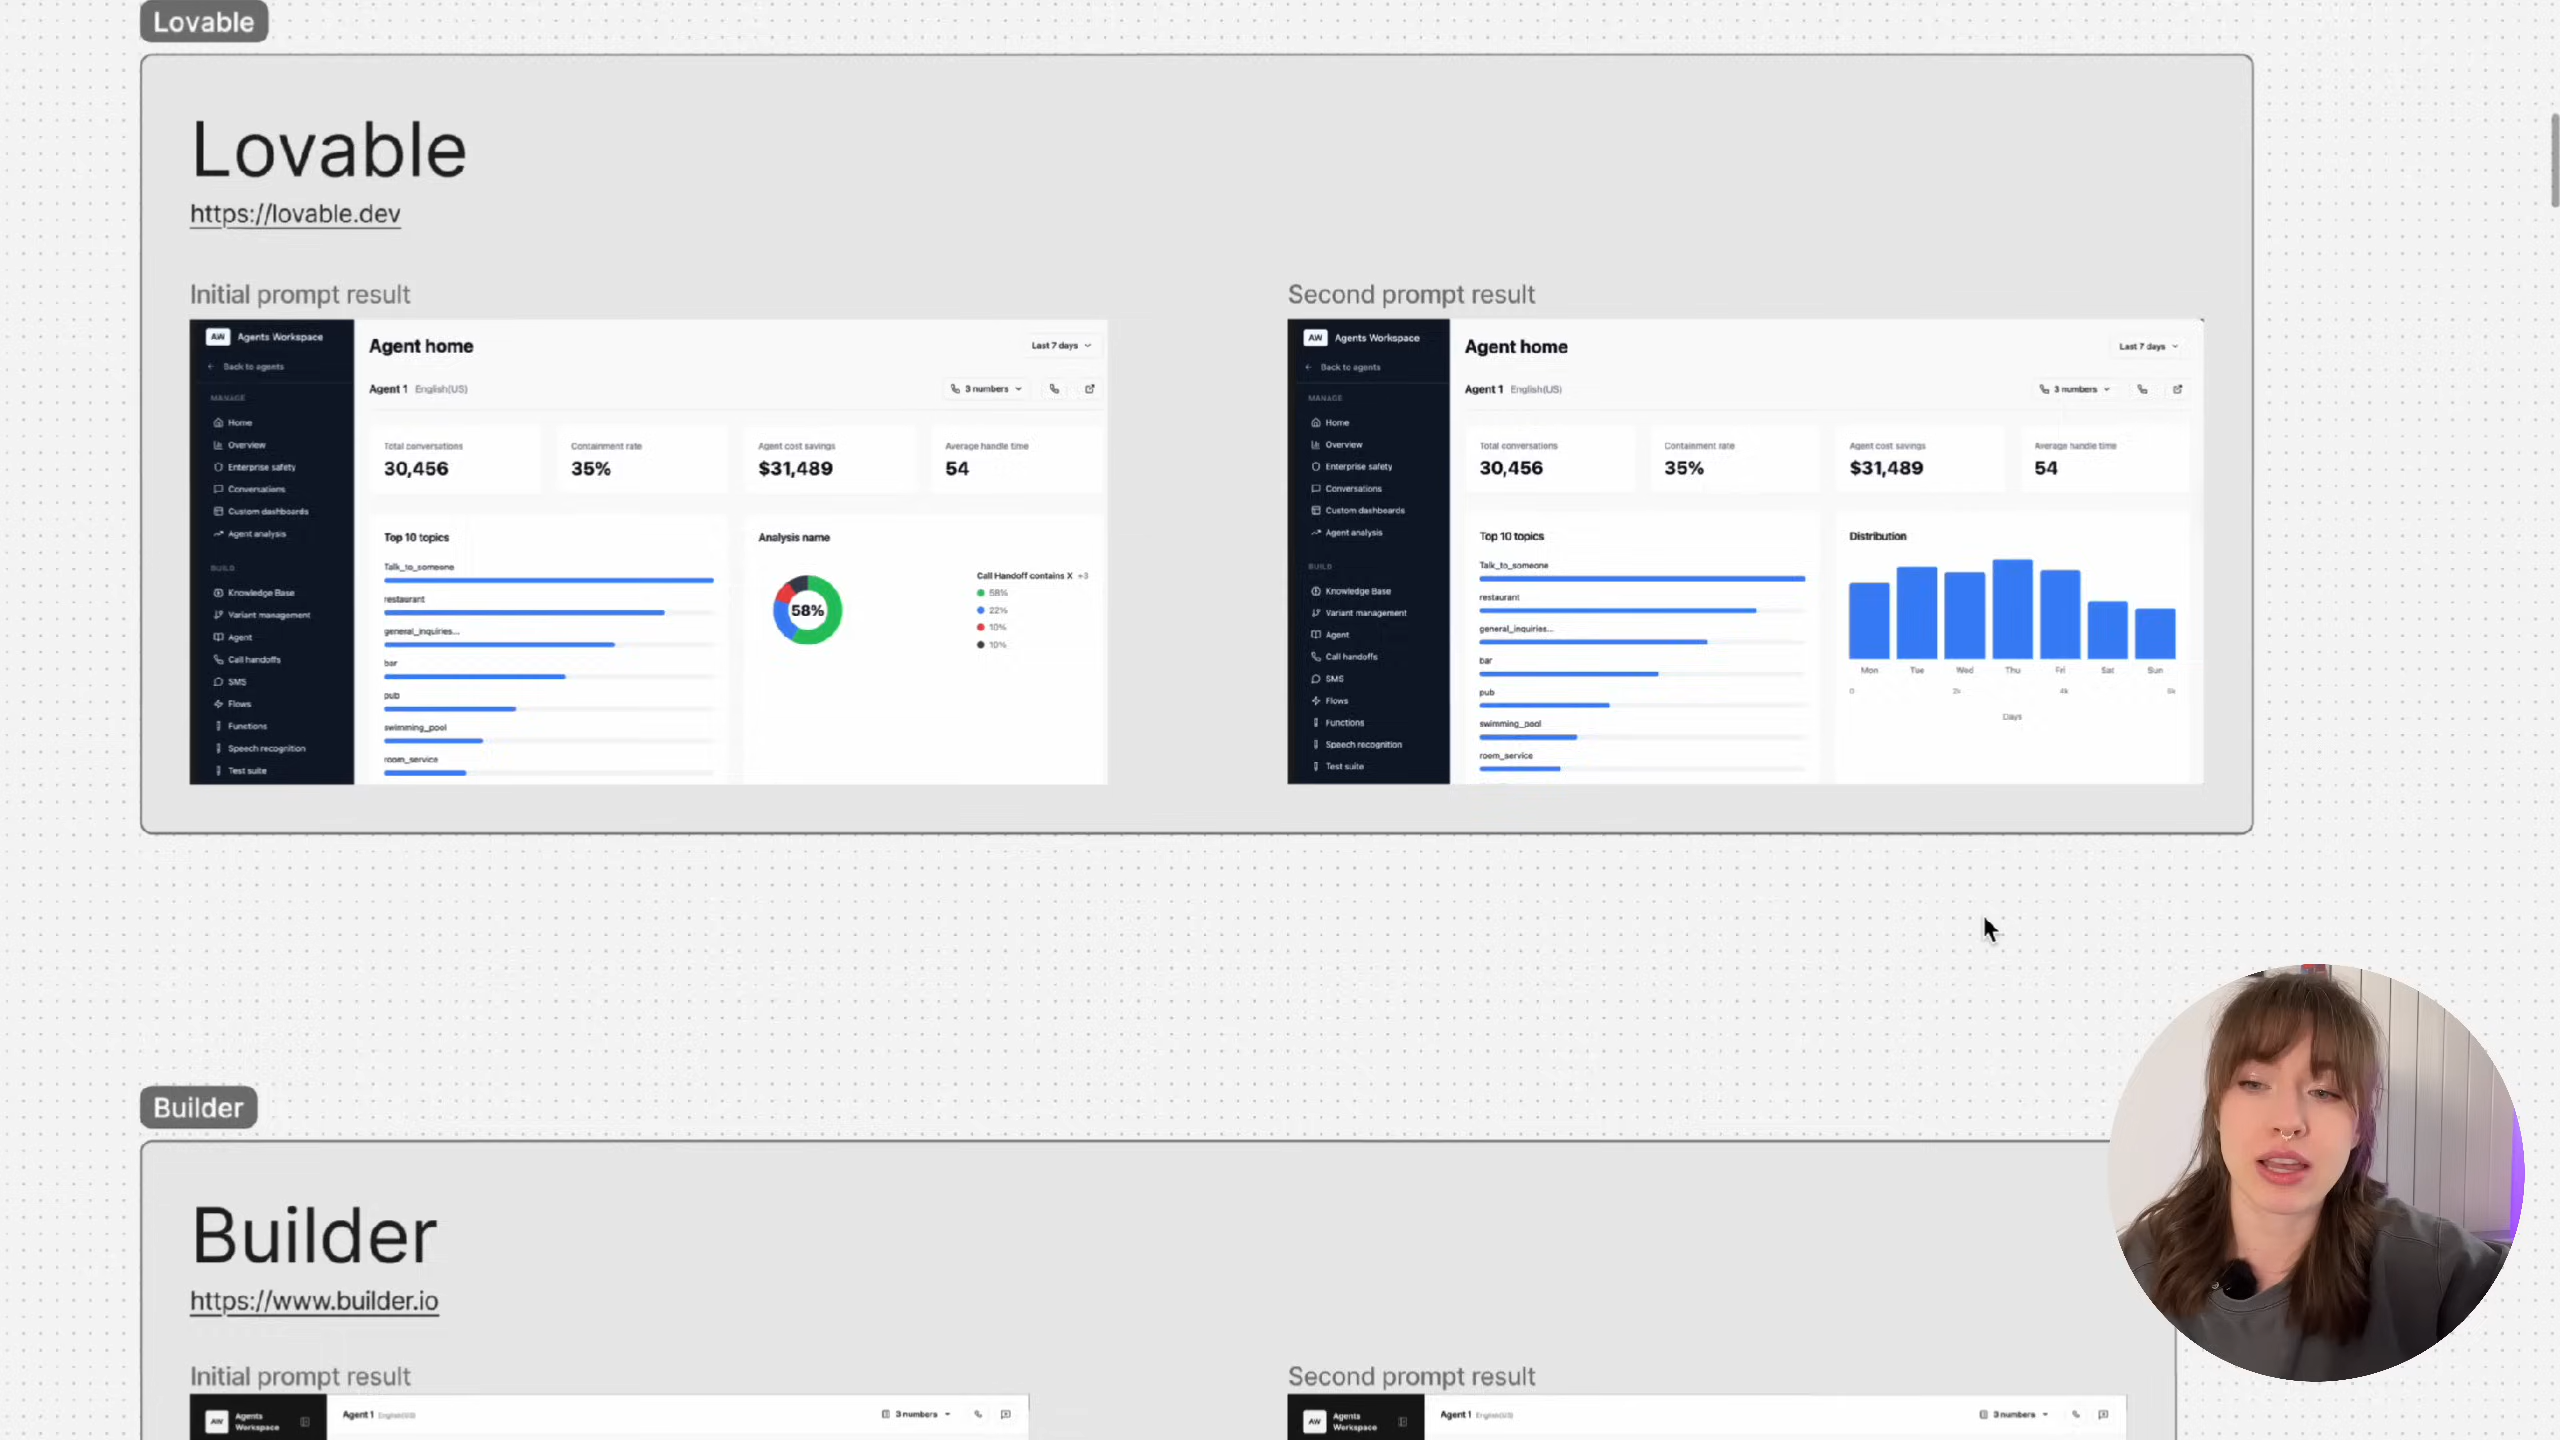 Lovable
Lovable
https://lovable.dev
Initial prompt result
AW Agents Workspace
← Back to agents
MANAGE
Home
Overview
Enterprise safety
Conversations
Custom dashboards
Agent analysis
BUILD
Knowledge Base
Variant management
Agent
Call handoffs
SMS
Flows
Functions
Speech recognition
Test suite
Agent home
Last 7 days
Agent 1 English(US)
3 numbers
Total conversations
30,456
Containment rate
35%
Agent cost savings
$31,489
Average handle time
54
Top 10 topics
Talk_to_someone
restaurant
general_inquiries...
bar
pub
swimming_pool
room_service
Analysis name
58%
Call Handoff contains X +3
58%
22%
10%
10%
Second prompt result
AW Agents Workspace
← Back to agents
MANAGE
Home
Overview
Enterprise safety
Conversations
Custom dashboards
Agent analysis
BUILD
Knowledge Base
Variant management
Agent
Call handoffs
SMS
Flows
Functions
Speech recognition
Test suite
Agent home
Last 7 days
Agent 1 English(US)
3 numbers
Total conversations
30,456
Containment rate
35%
Agent cost savings
$31,489
Average handle time
54
Top 10 topics
Talk_to_someone
restaurant
general_inquiries...
bar
pub
swimming_pool
room_service
Distribution
Mon Tue Wed Thu Fri Sat Sun
0 2k 4k
Days
Builder
Builder
https://www.builder.io
Initial prompt result
AW Agents
Workspace
Agent 1 English(US)
3 numbers
Second prompt result
AW Agents
Workspace
Agent 1 English(US)
3 numbers